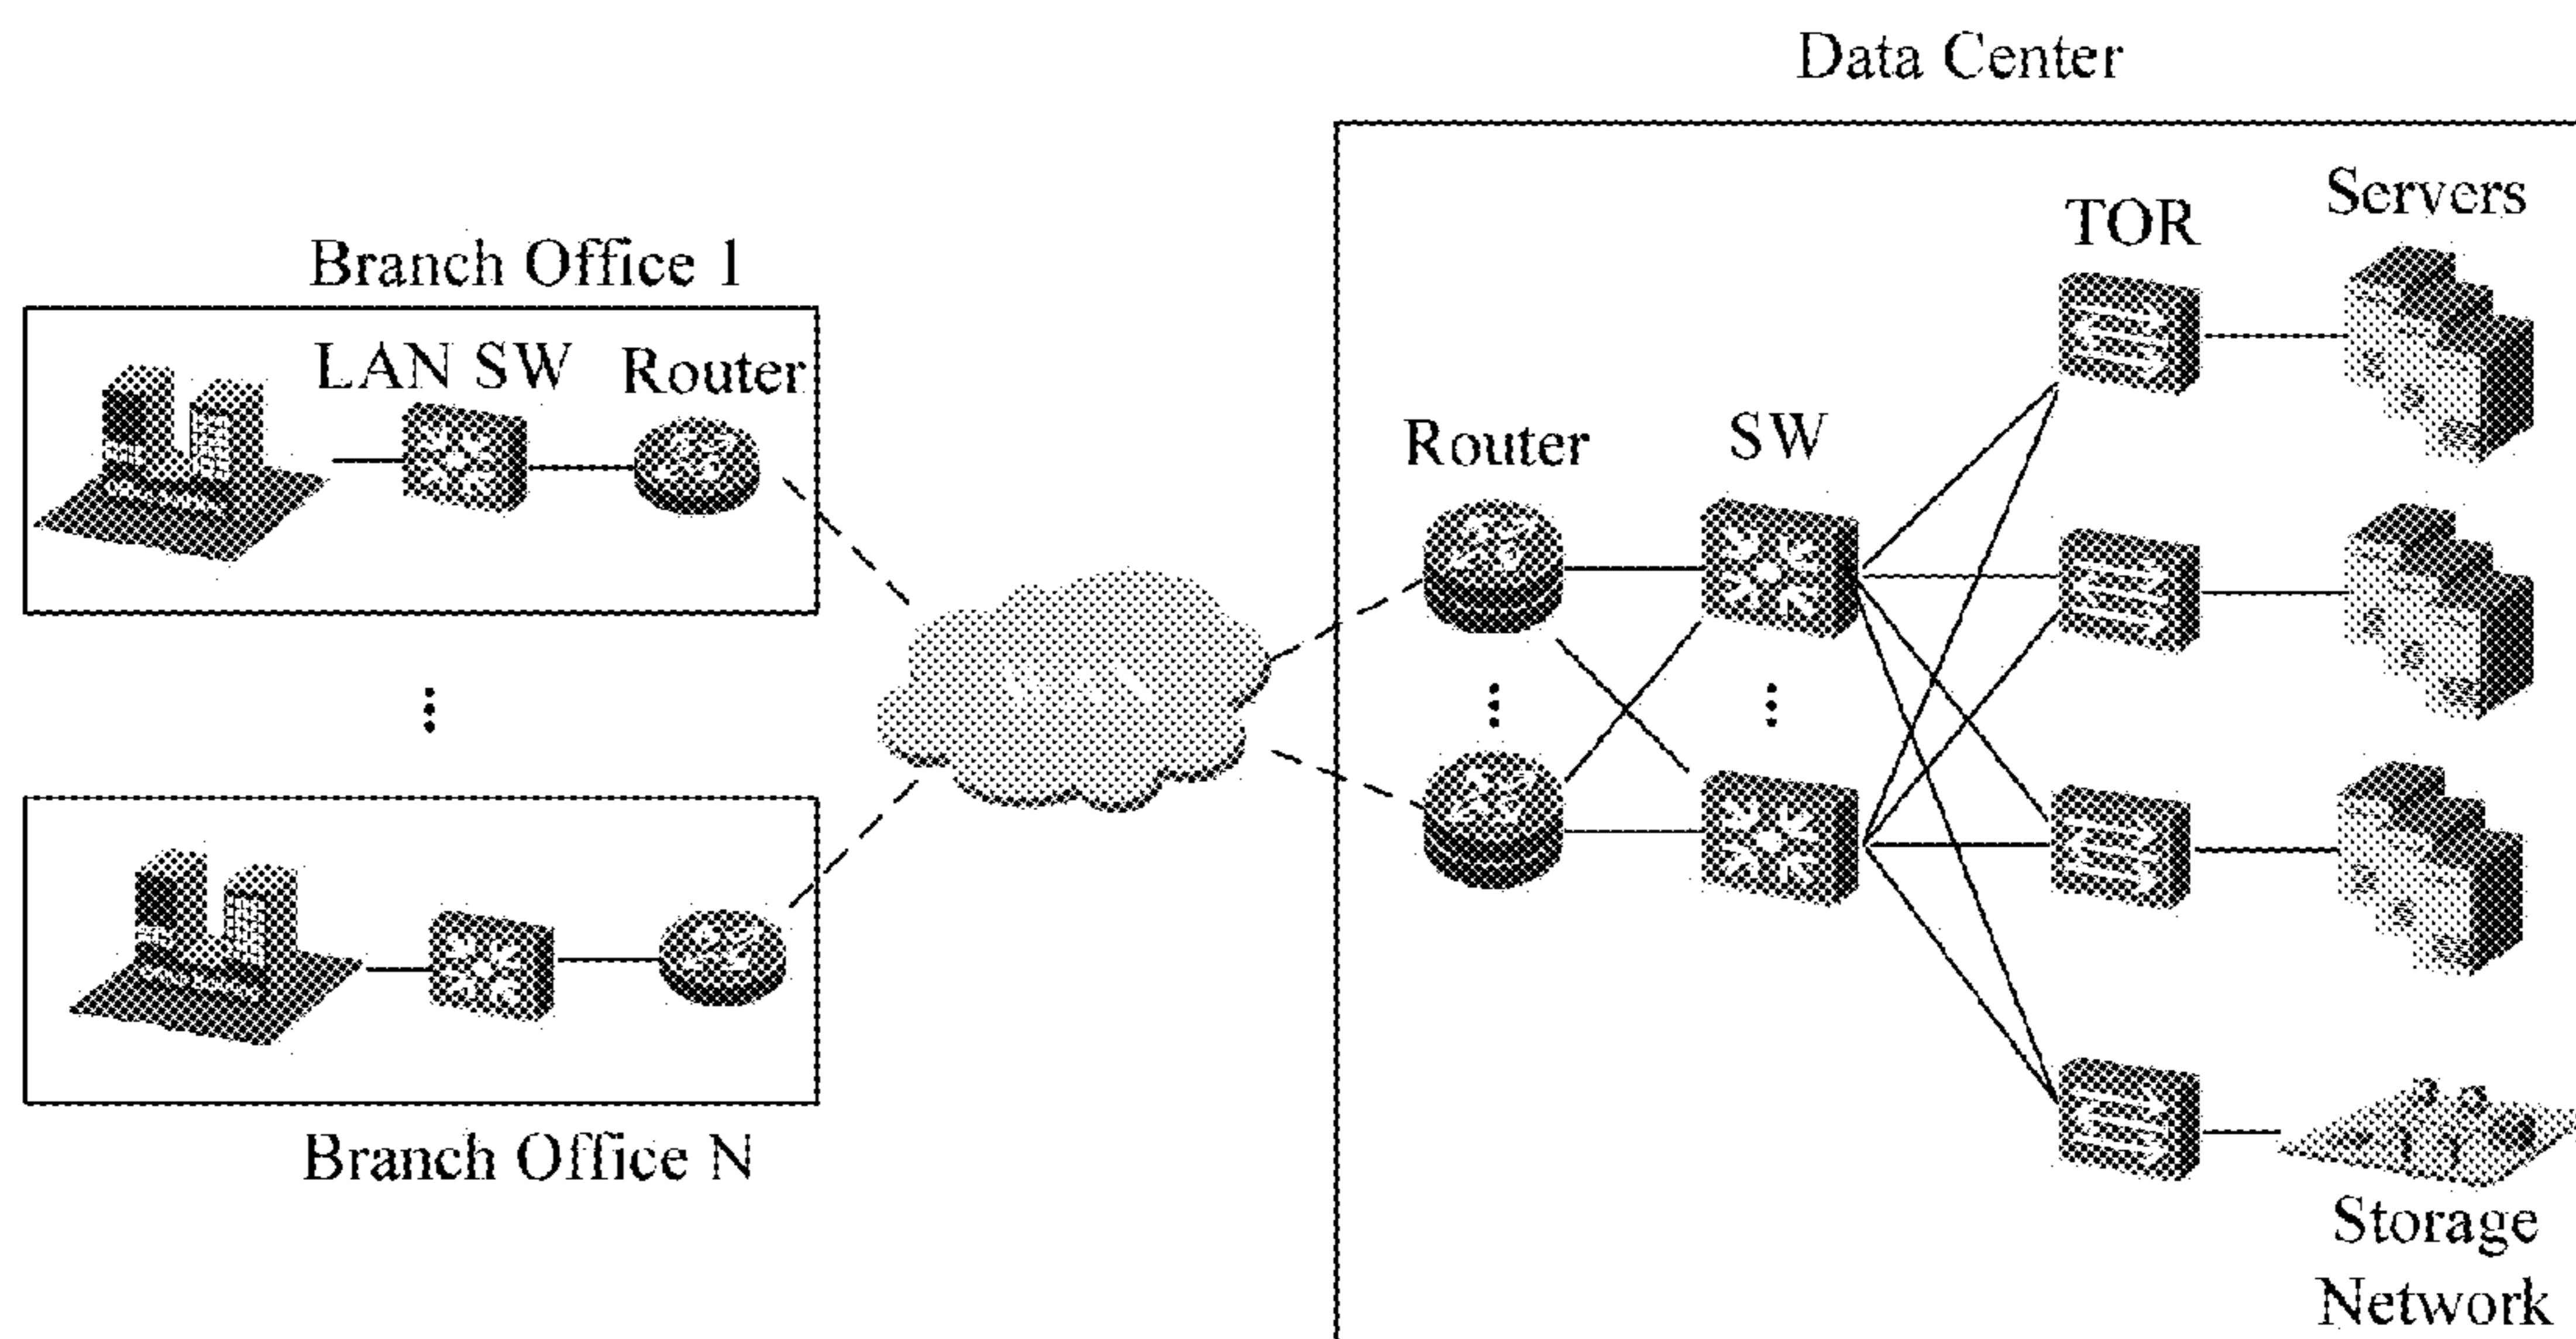 Data Center
Branch Office 1
LAN SW
Router
Router
SW
TOR
Servers
Branch Office N
Storage
Network